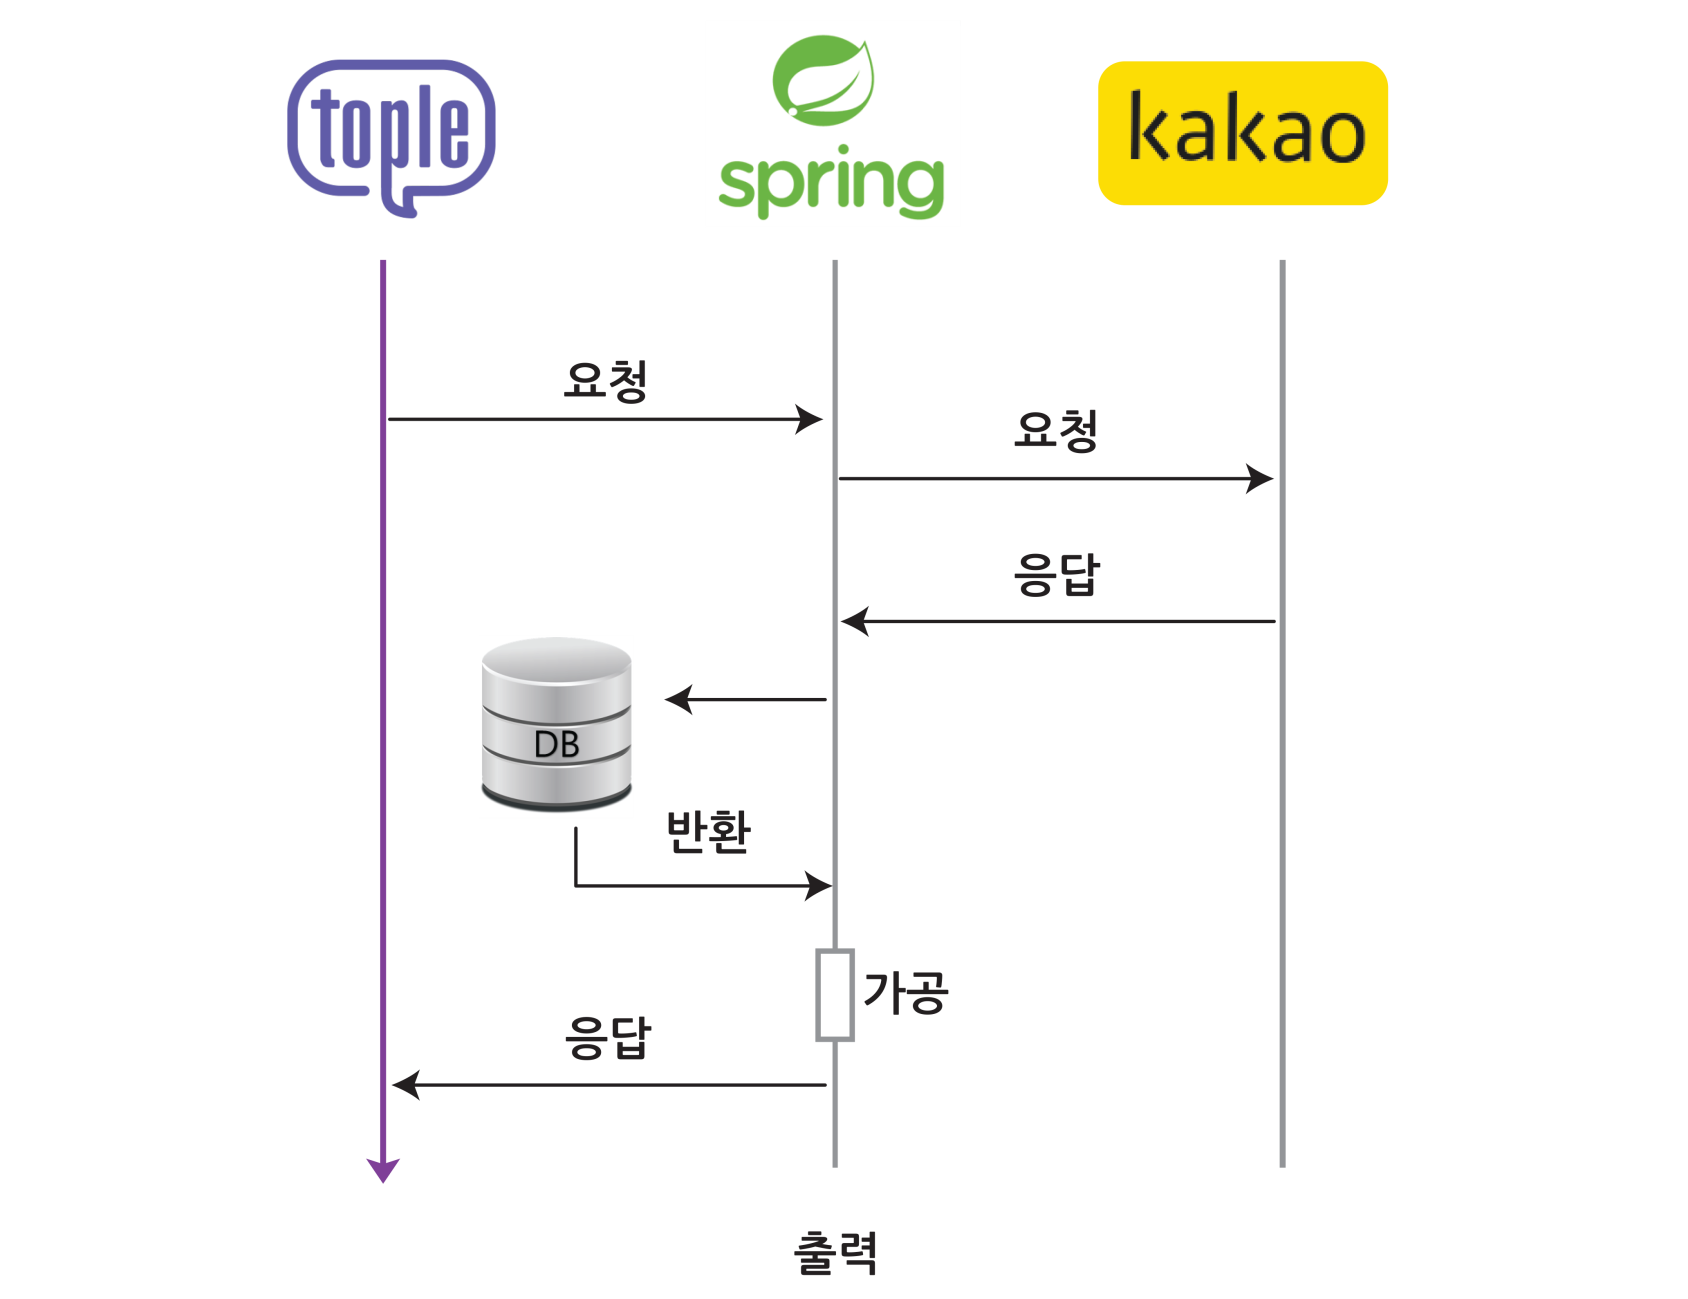 tople
spring
kakao
요청
요청
응답
DB
반환
가공
응답
출력